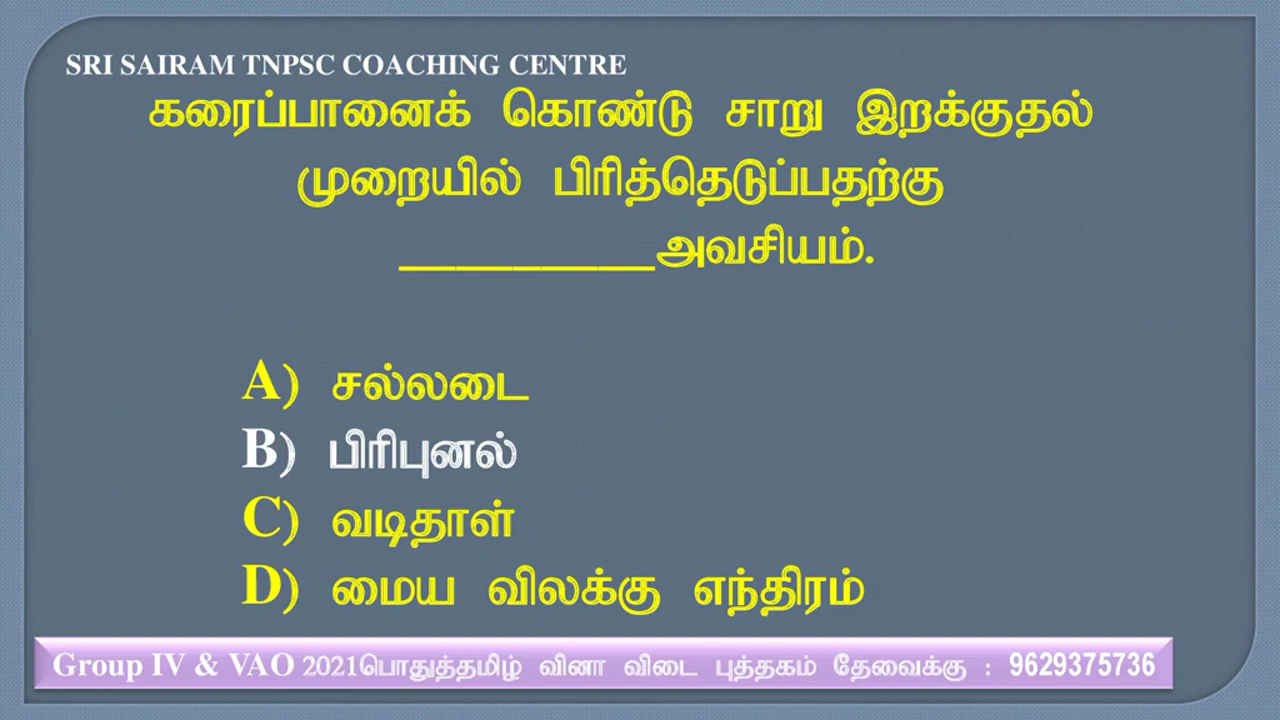 SRI SAIRAM TNPSC COACHING CENTRE
கரைப்பானைக் கொண்டு சாறு இறக்குதல்
முறையில் பிரித்தெடுப்பதற்கு
_________அவசியம்.
A) சல்லடை
B) பிரிபுனல்
C) வடிதாள்
D) மைய விலக்கு எந்திரம்
Group IV & VAO 2021பொதுத்தமிழ் வினா விடை புத்தகம் தேவைக்கு : 9629375736